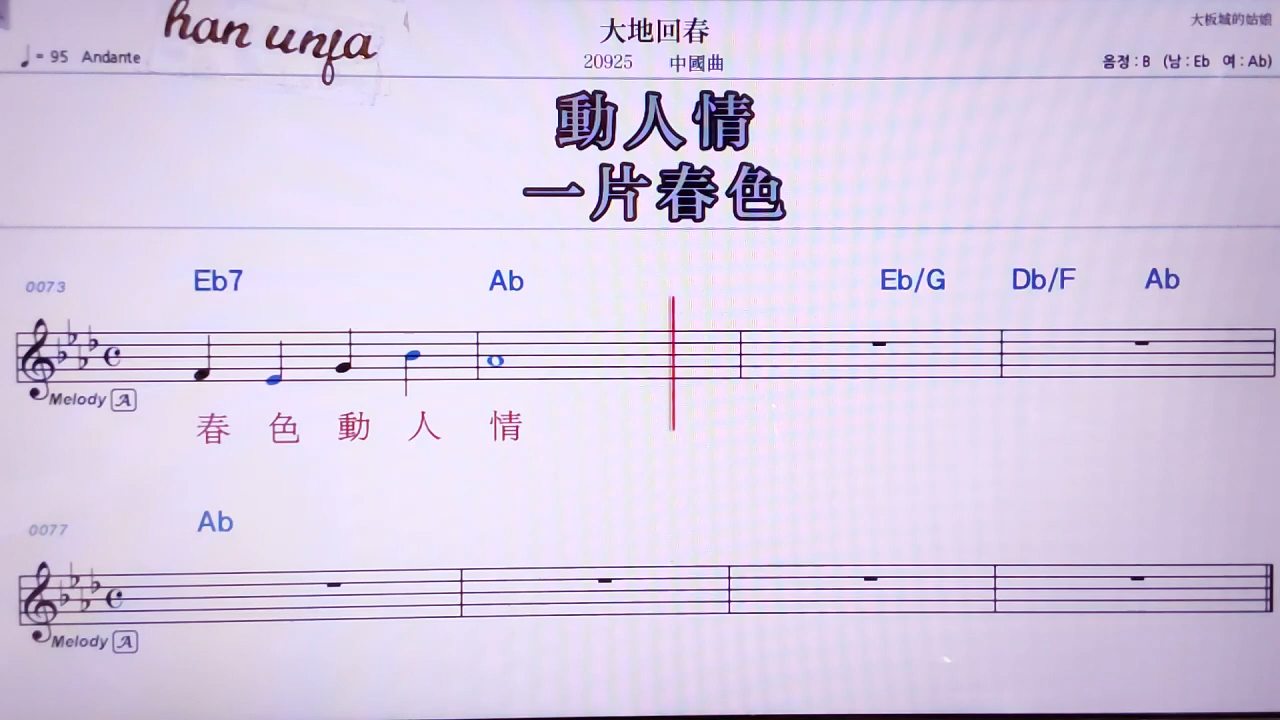 han unfa
大地回春
大板城的姑娘
♩= 95 Andante
20925 中國曲
음정 : B (남 : Eb 여 : Ab)
動人情
一片春色
0073 Eb7 Ab Eb/G Db/F Ab
Melody A
春 色 動 人 情
0077 Ab
Melody A